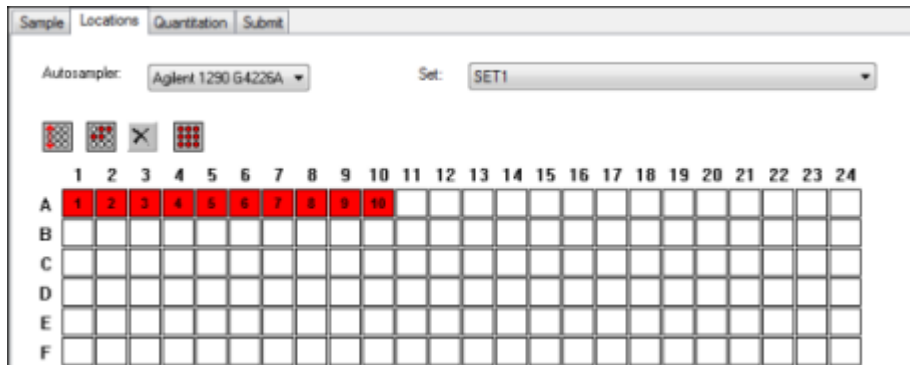 Sample Locations Quantitation Submit
Autosampler: Agilent 1290 G4226A Set: SET1
1 2 3 4 5 6 7 8 9 10 11 12 13 14 15 16 17 18 19 20 21 22 23 24
A 1 2 3 4 5 6 7 8 9 10
B
C
D
E
F